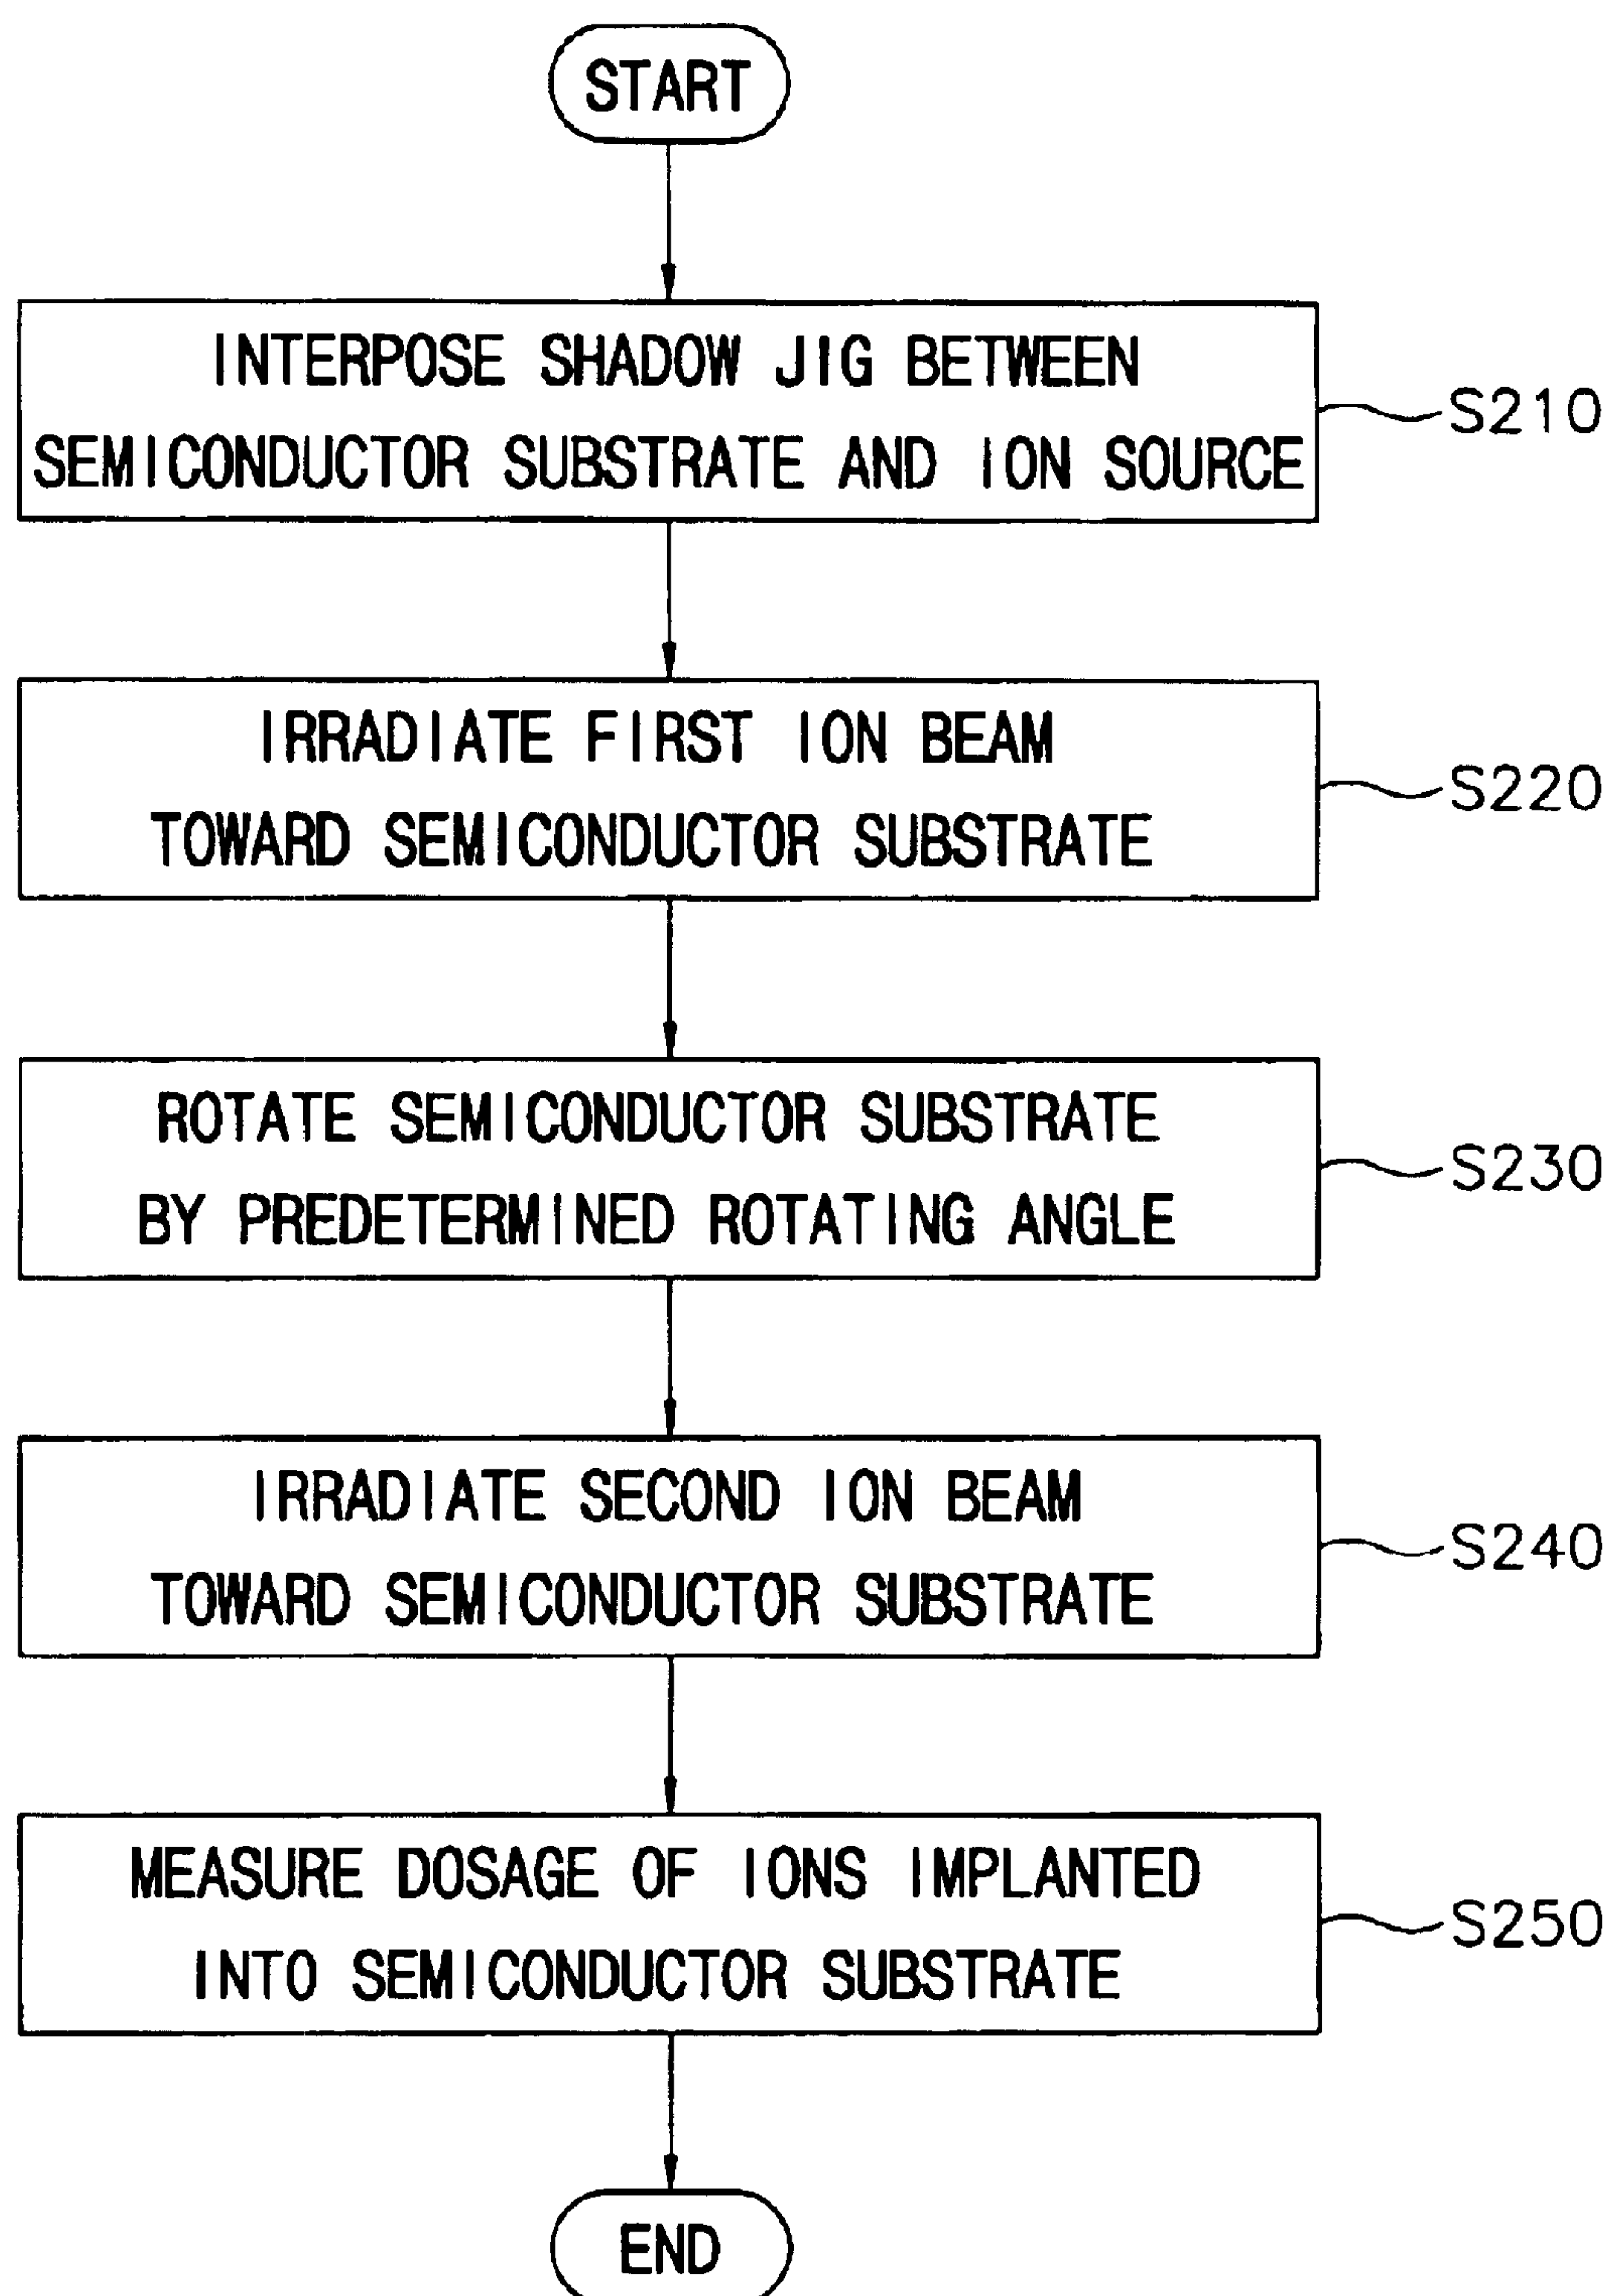 START
INTERPOSE SHADOW JIG BETWEEN
SEMICONDUCTOR SUBSTRATE AND ION SOURCE
S210
IRRADIATE FIRST ION BEAM
TOWARD SEMICONDUCTOR SUBSTRATE
S220
ROTATE SEMICONDUCTOR SUBSTRATE
BY PREDETERMINED ROTATING ANGLE
S230
IRRADIATE SECOND ION BEAM
TOWARD SEMICONDUCTOR SUBSTRATE
S240
MEASURE DOSAGE OF IONS IMPLANTED
INTO SEMICONDUCTOR SUBSTRATE
S250
END